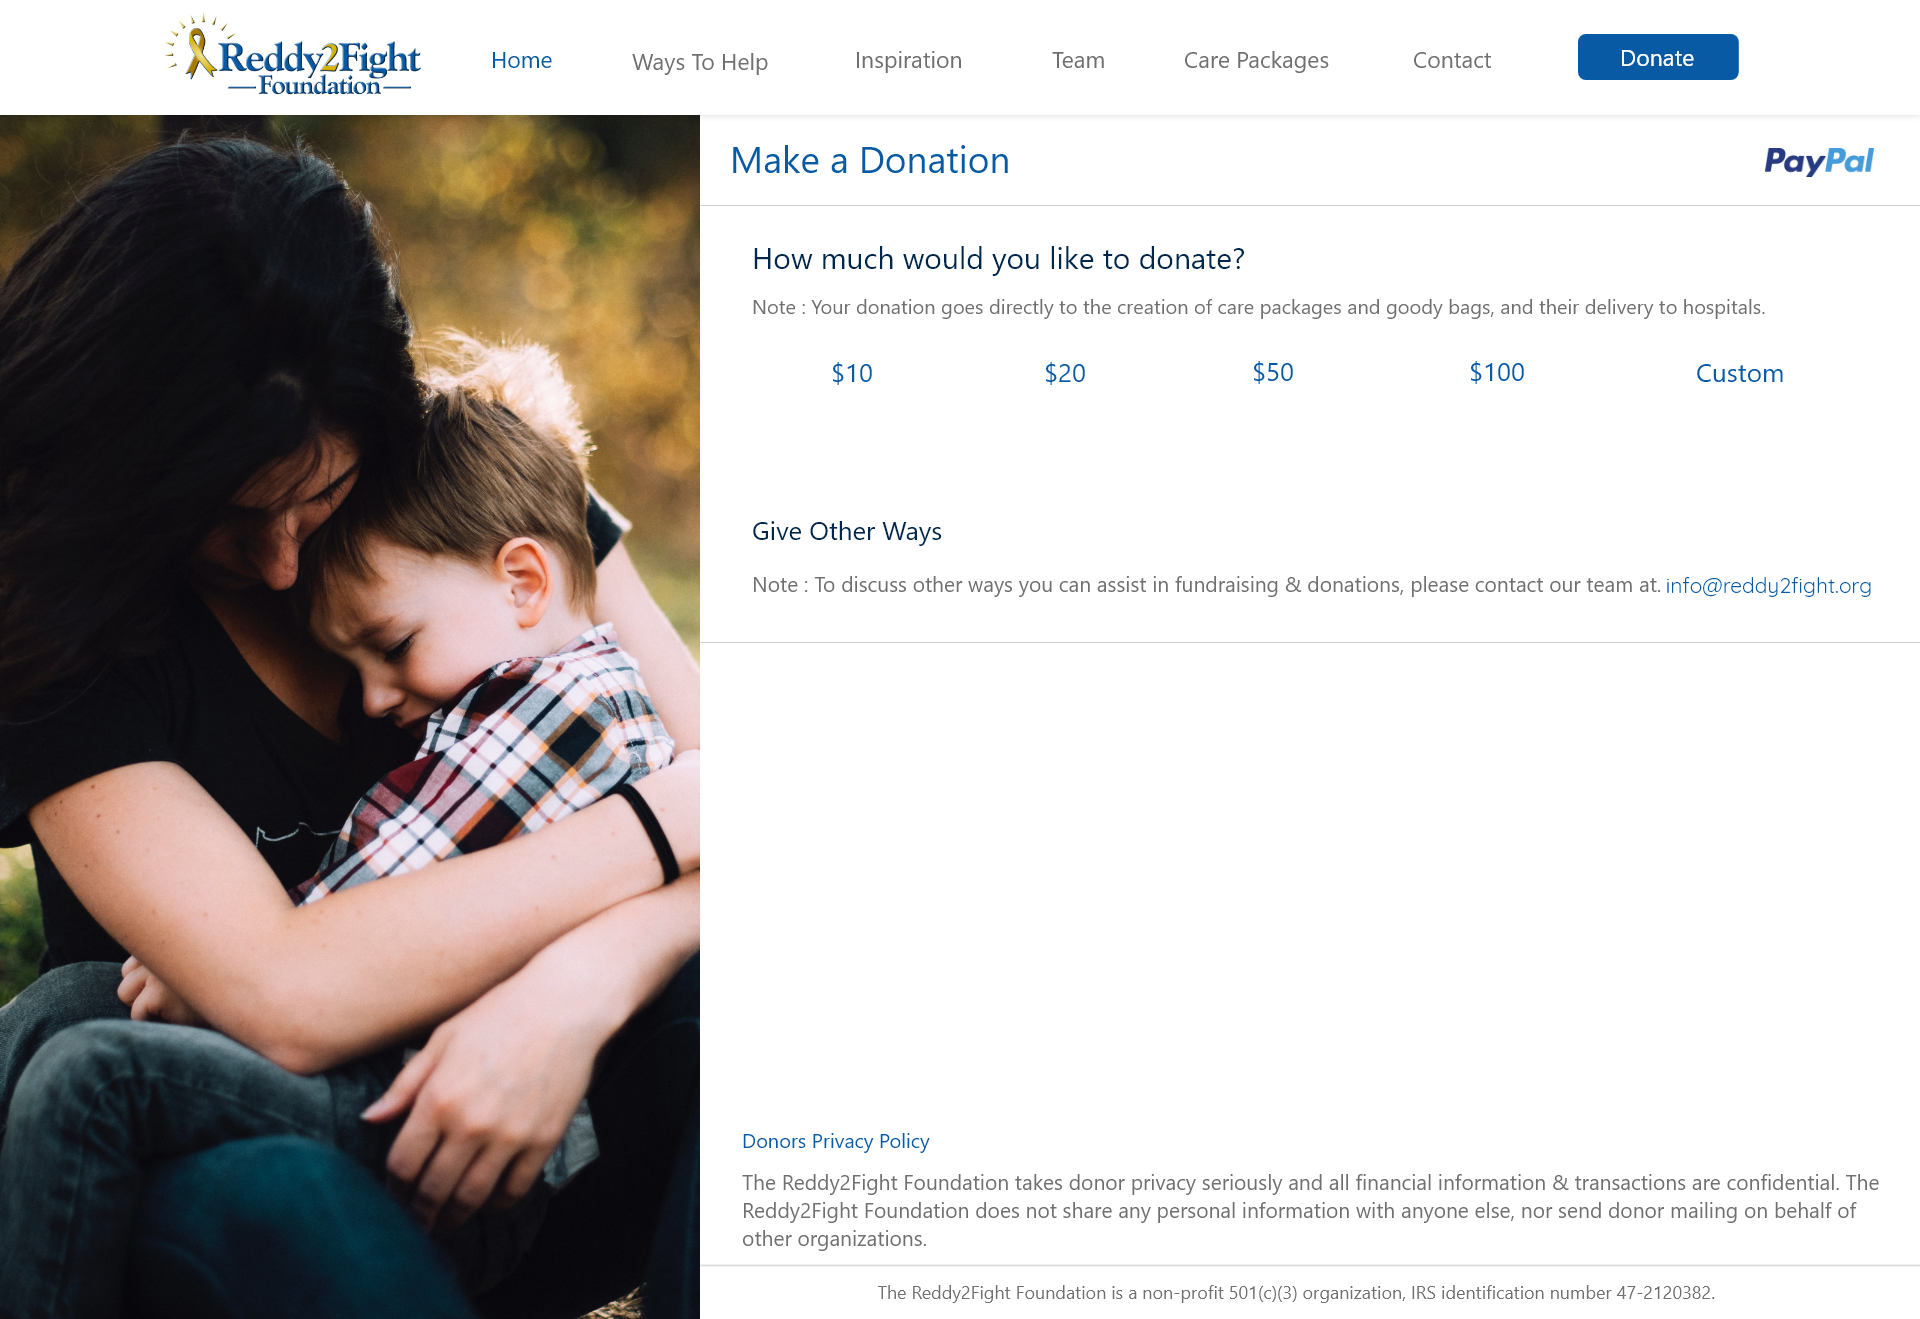 Reddy2Fight
Foundation
Home
Ways To Help
Inspiration
Team
Care Packages
Contact
Donate
Make a Donation
PayPal
How much would you like to donate?
Note : Your donation goes directly to the creation of care packages and goody bags, and their delivery to hospitals.
$10
$20
$50
$100
Custom
Give Other Ways
Note : To discuss other ways you can assist in fundraising & donations, please contact our team at. info@reddy2fight.org
Donors Privacy Policy
The Reddy2Fight Foundation takes donor privacy seriously and all financial information & transactions are confidential. The
Reddy2Fight Foundation does not share any personal information with anyone else, nor send donor mailing on behalf of
other organizations.
The Reddy2Fight Foundation is a non-profit 501(c)(3) organization, IRS identification number 47-2120382.